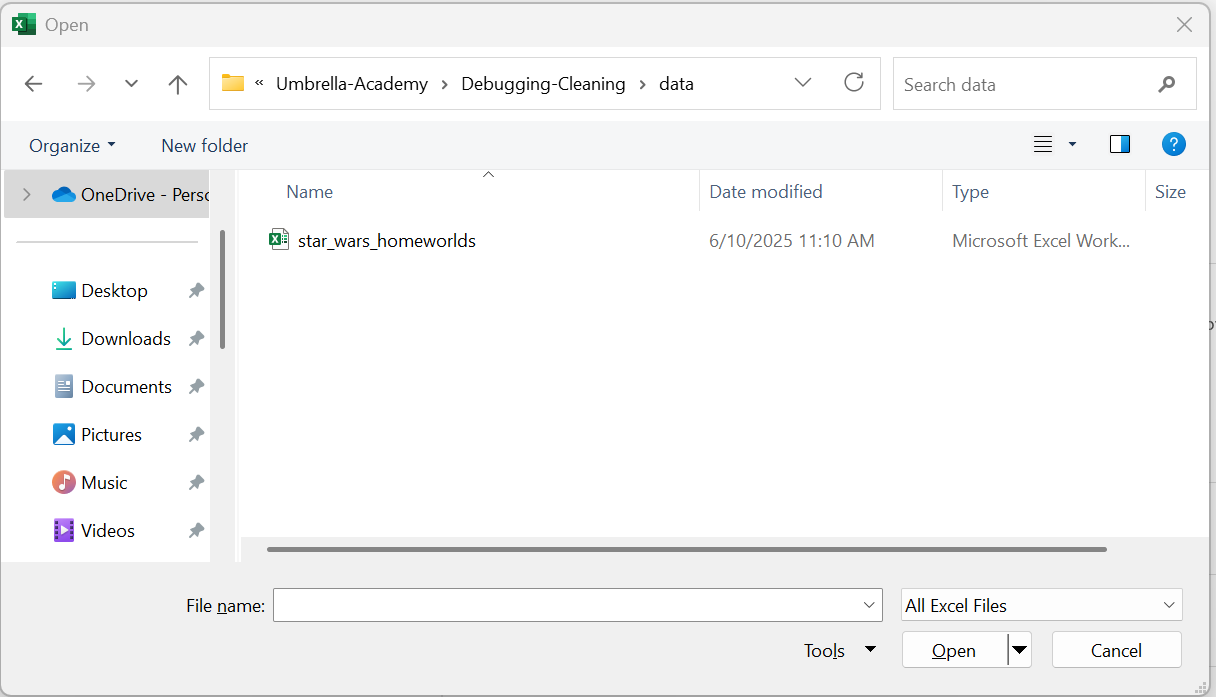 Open
« Umbrella-Academy › Debugging-Cleaning › data
Search data
Organize
New folder
?
OneDrive - Perso
Name
Date modified
Type
Size
star_wars_homeworlds
6/10/2025 11:10 AM
Microsoft Excel Work...
Desktop
Downloads
Documents
Pictures
Music
Videos
File name:
All Excel Files
Tools
Open
Cancel